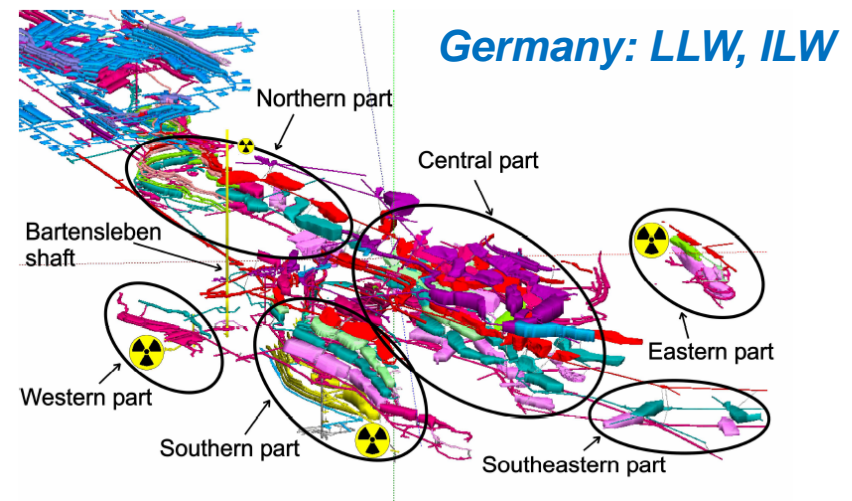 Germany: LLW, ILW
Northern part
Central part
Bartensleben
shaft
Eastern part
Western part
Southern part
Southeastern part